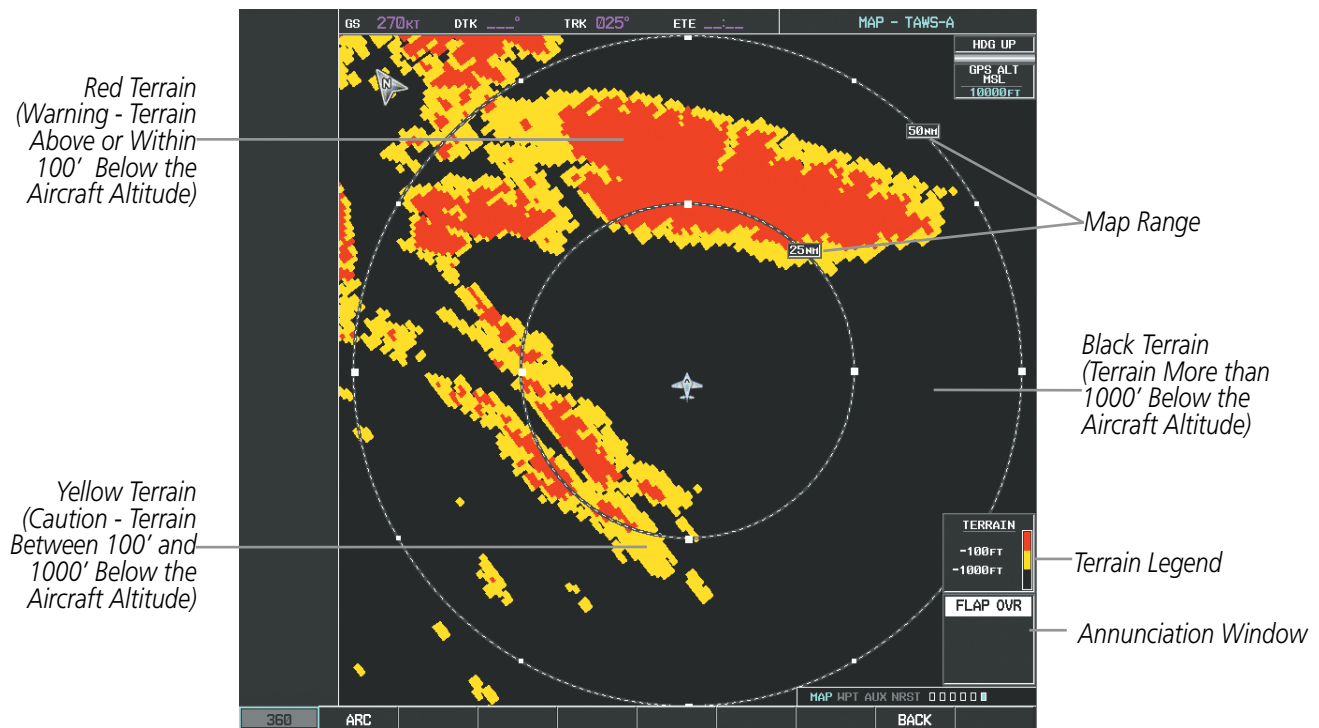 GS 270KT DTK ___° TRK 025° ETE __:__ MAP - TAWS-A
HDG UP
GPS ALT
MSL
10000FT
N
Red Terrain
(Warning - Terrain
Above or Within
100’ Below the
Aircraft Altitude)
50NM
Map Range
25NM
Black Terrain
(Terrain More than
1000’ Below the
Aircraft Altitude)
Yellow Terrain
(Caution - Terrain
Between 100’ and
1000’ Below the
Aircraft Altitude)
TERRAIN
-100FT
-1000FT
Terrain Legend
FLAP OVR
Annunciation Window
MAP WPT AUX NRST
360 ARC BACK